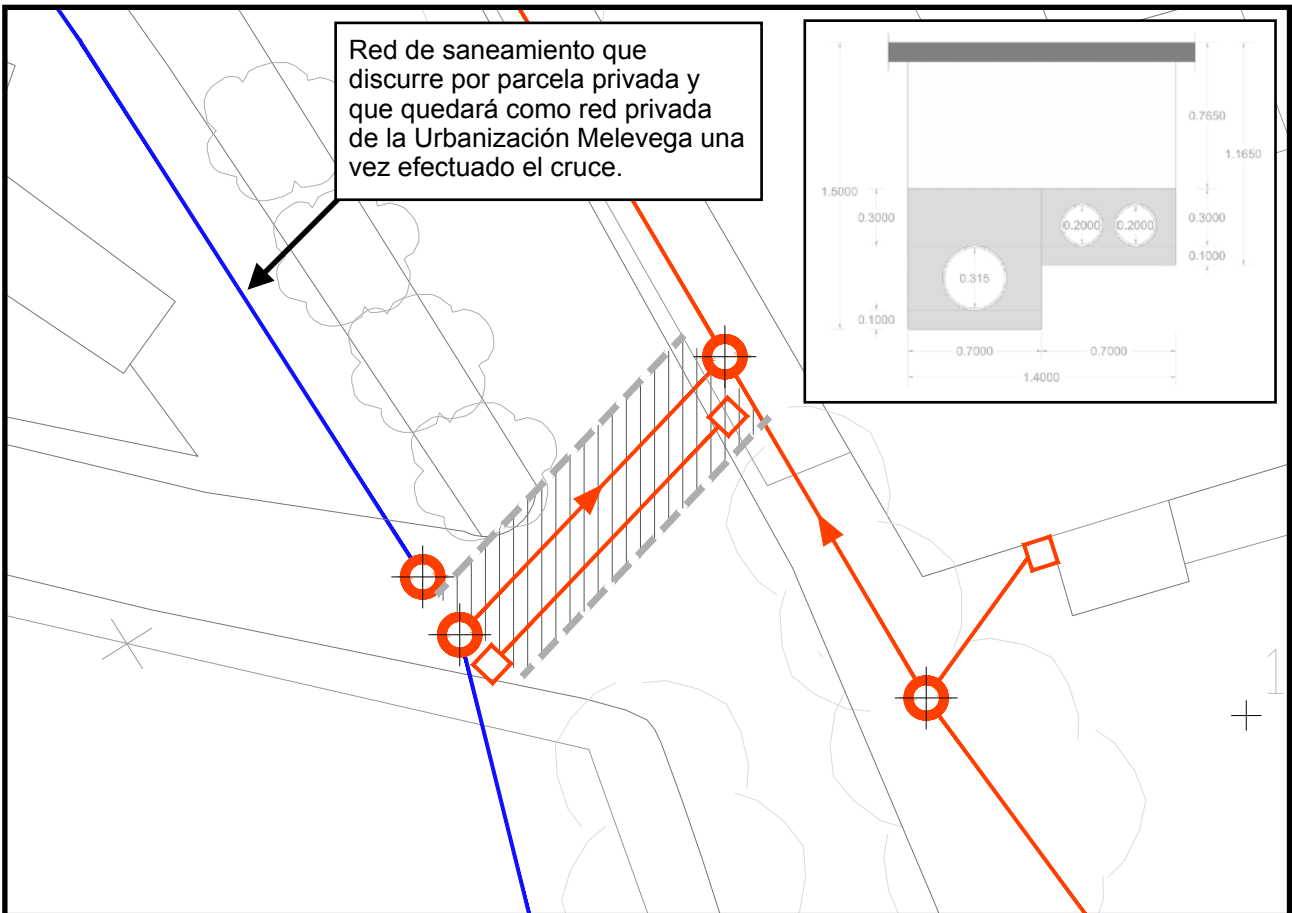 Red de saneamiento que
discurre por parcela privada y
que quedará como red privada
de la Urbanización Melevega una
vez efectuado el cruce.
0.7650
1.1650
1.5000
0.3000
0.2000 0.2000
0.3000
0.1000
0.315
0.1000
0.7000 0.7000
1.4000
1